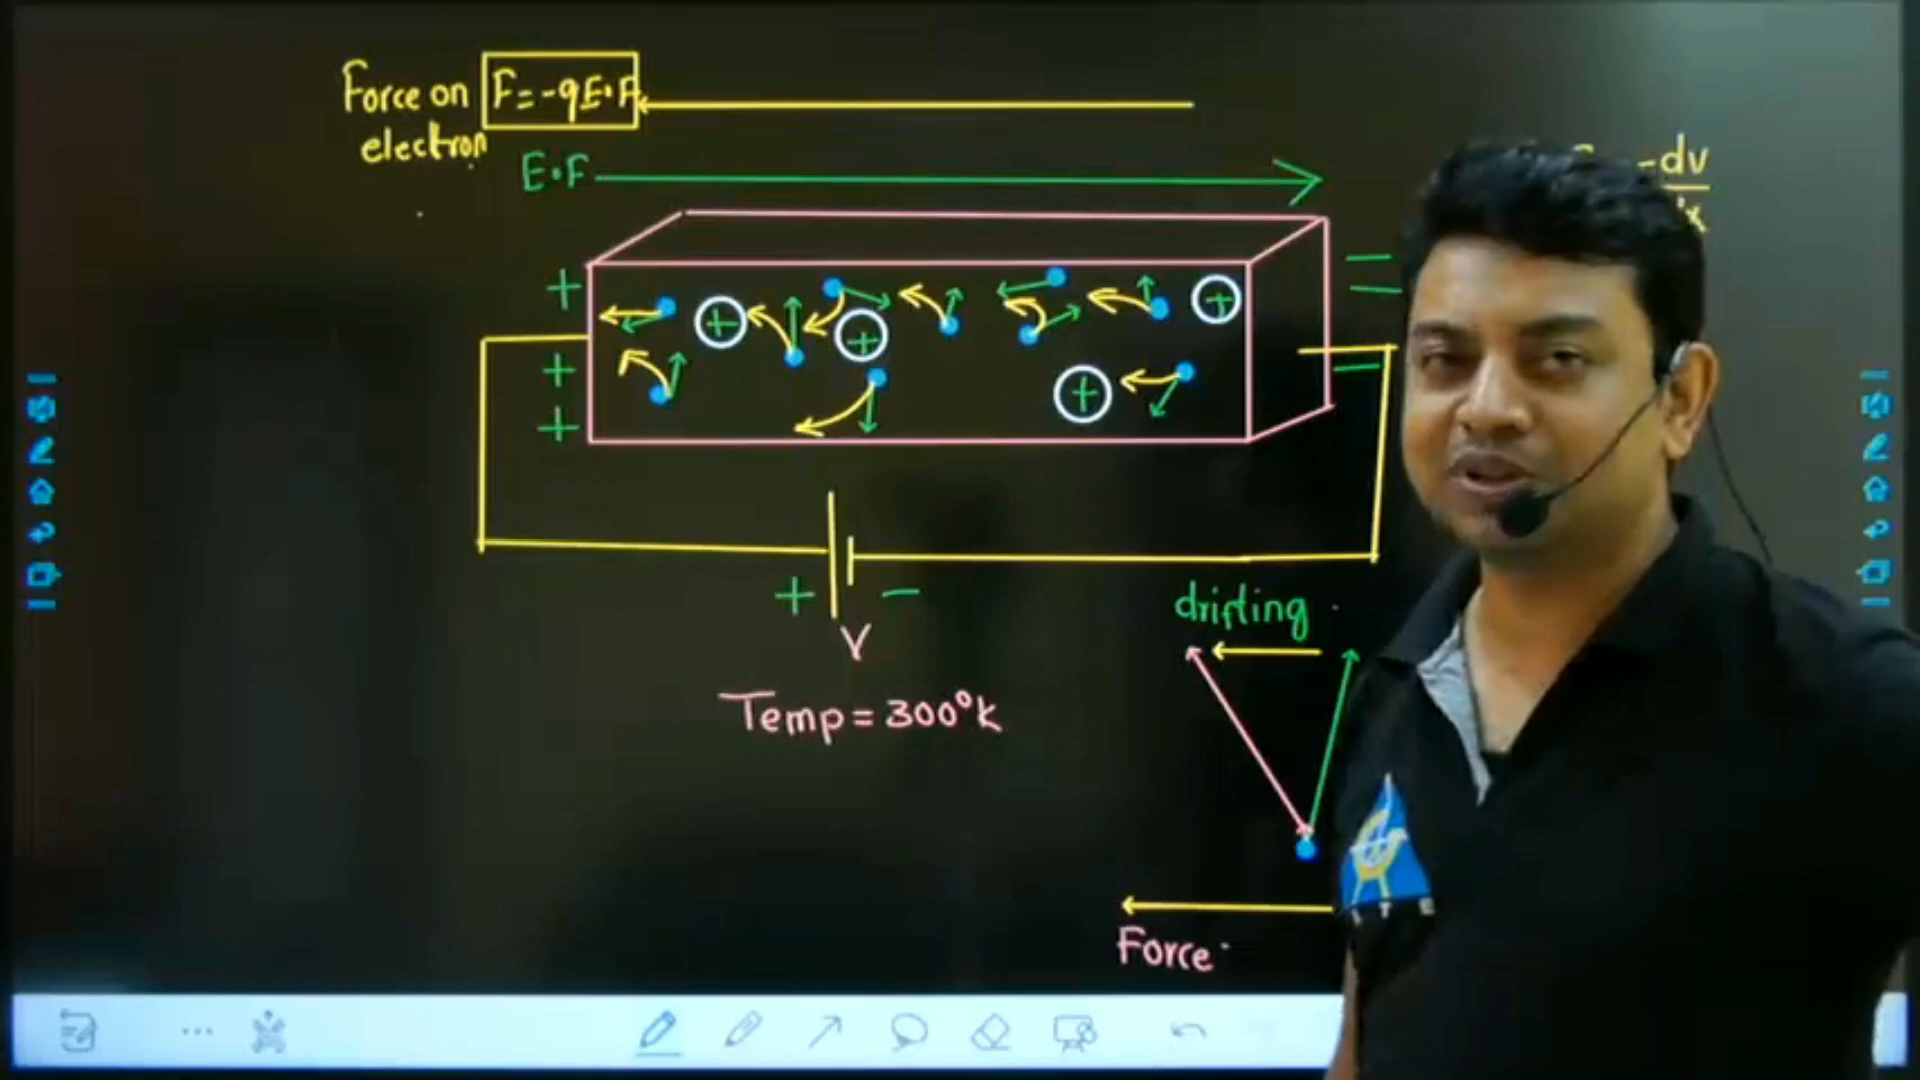 Force on F=-qE.F
electron
E.F
-dv
+
+
+
+ -
V
Temp=300°k
drifting
Force